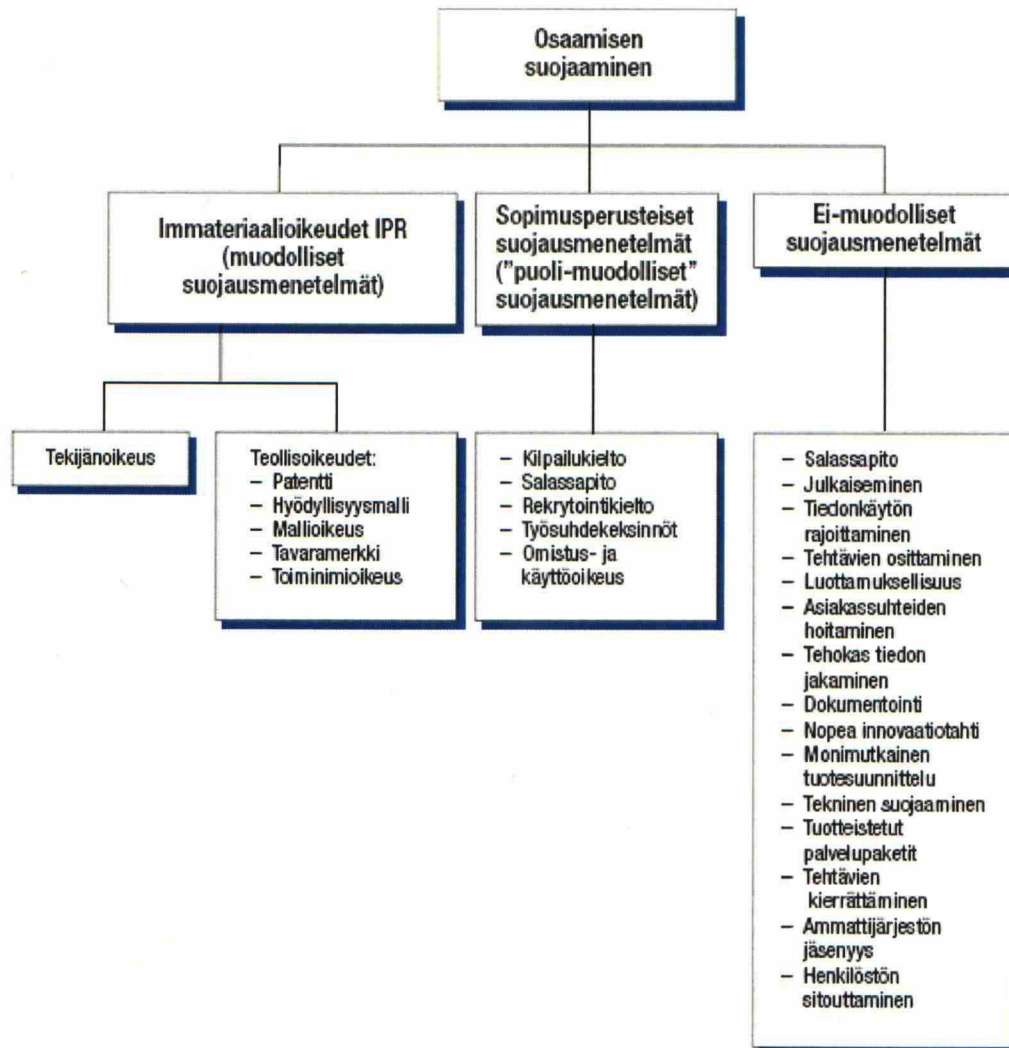 Osaamisen
suojaaminen
Immateriaalioikeudet IPR
(muodolliset
suojausmenetelmät)
Sopimusperusteiset
suojausmenetelmät
("puoli-muodolliset"
suojausmenetelmät)
Ei-muodolliset
suojausmenetelmät
Tekijänoikeus
Teollisoikeudet:
– Patentti
– Hyödyllisyysmalli
– Mallioikeus
– Tavaramerkki
– Toiminimioikeus
– Kilpailukielto
– Salassapito
– Rekrytointikielto
– Työsuhdekeksinnöt
– Omistus- ja
käyttöoikeus
– Salassapito
– Julkaiseminen
– Tiedonkäytön
rajoittaminen
– Tehtävien osittaminen
– Luottamuksellisuus
– Asiakassuhteiden
hoitaminen
– Tehokas tiedon
jakaminen
– Dokumentointi
– Nopea innovaatiotahti
– Monimutkainen
tuotesuunnittelu
– Tekninen suojaaminen
– Tuotteistetut
palvelupaketit
– Tehtävien
kierrättäminen
– Ammattijärjestön
jäsenyys
– Henkilöstön
sitouttaminen